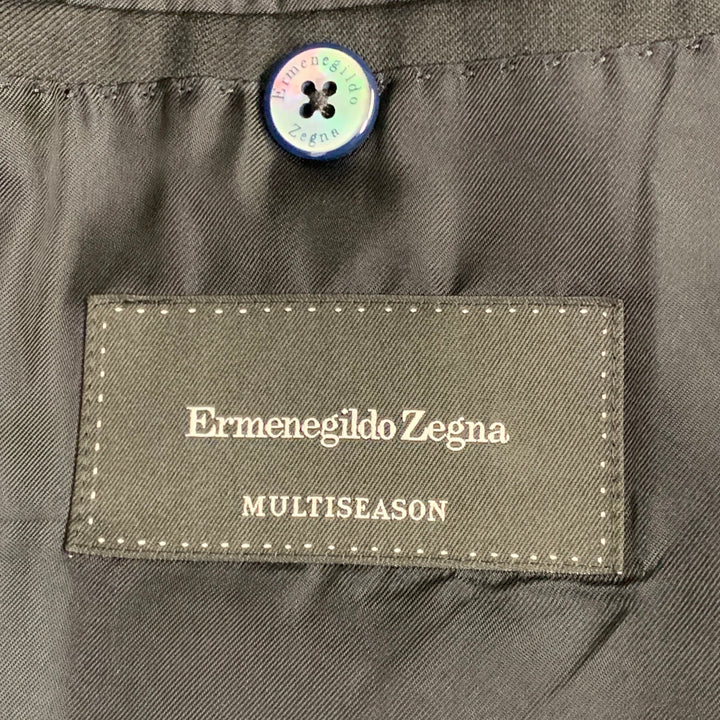 Ermenegildo
Zegna
Ermenegildo Zegna
MULTISEASON